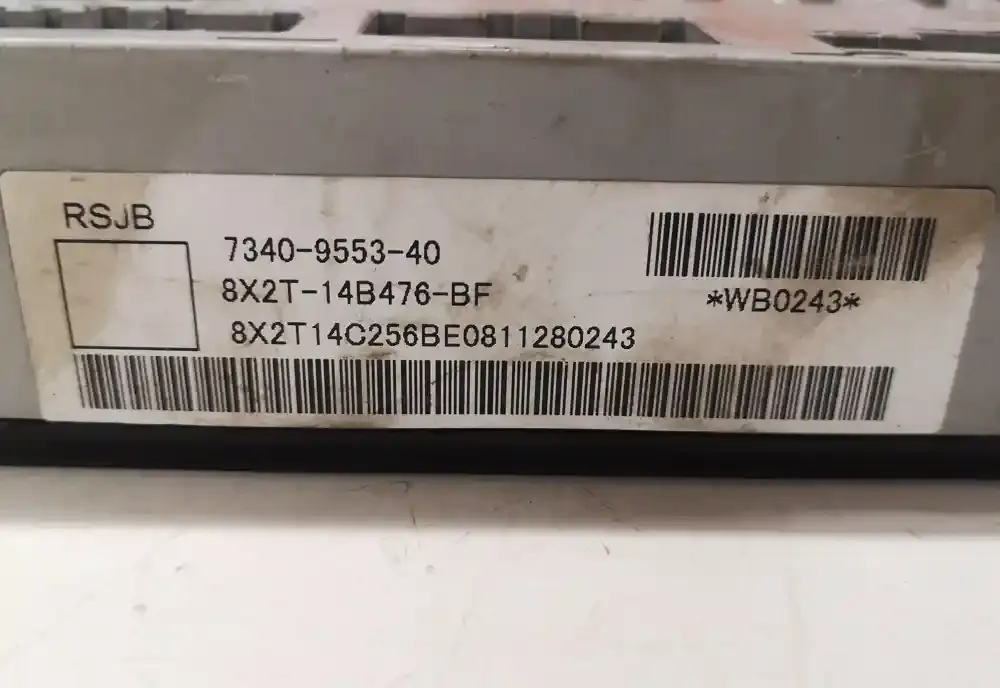 RSJB
7340-9553-40
8X2T-14B476-BF
8X2T14C256BE0811280243
*WB0243*